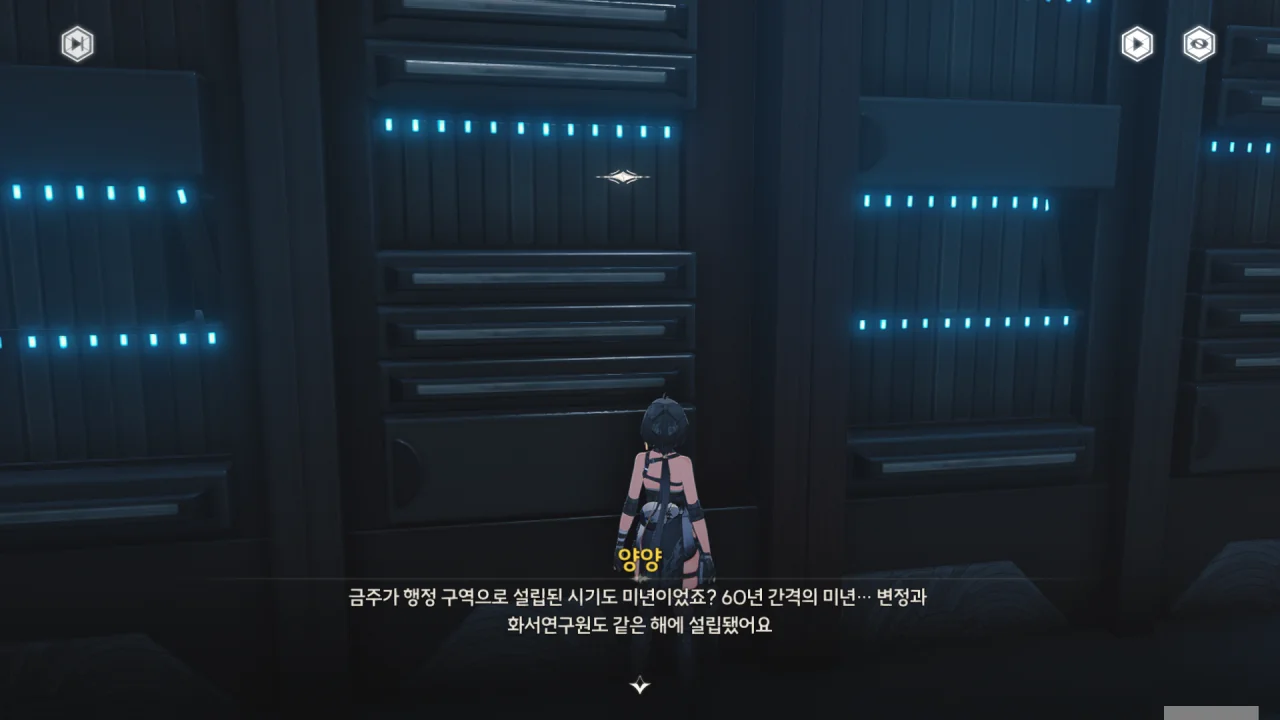 양양
금주가 행정 구역으로 설립된 시기도 미년이었죠? 60년 간격의 미년… 변정과
화서연구원도 같은 해에 설립됐어요